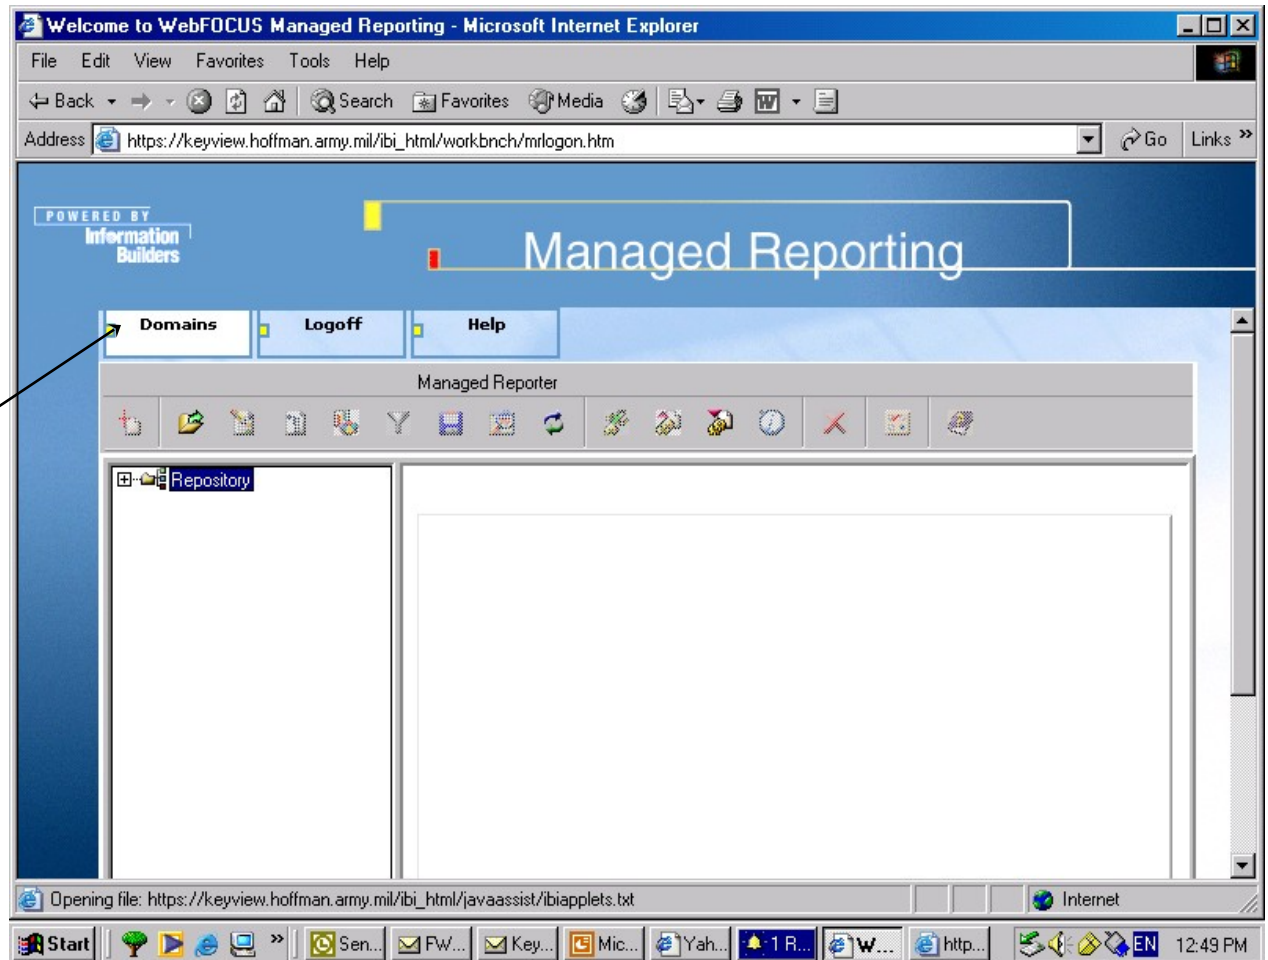 Welcome to WebFOCUS Managed Reporting - Microsoft Internet Explorer
File Edit View Favorites Tools Help
Back Search Favorites Media
Address https://keyview.hoffman.army.mil/ibi_html/workbnch/mrlogon.htm Go Links »
POWERED BY
Information
Builders
Managed Reporting
Domains Logoff Help
Managed Reporter
Repository
Opening file: https://keyview.hoffman.army.mil/ibi_html/javaassist/ibiapplets.txt Internet
Start » Sen... FW... Key... Mic... Yah... 1 R... W... http... EN 12:49 PM